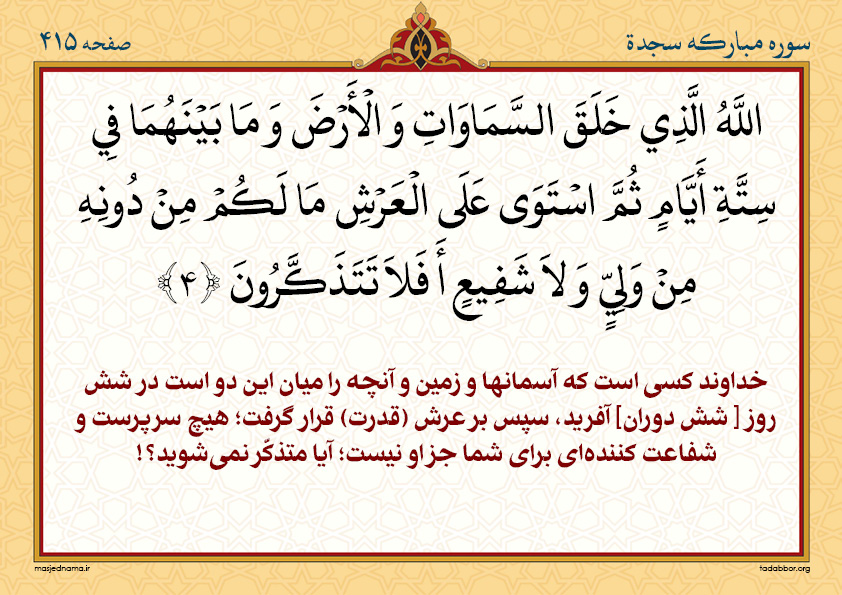 سوره مبارکه سجدة
صفحه ۴۱۵
اللَّهُ الَّذِي خَلَقَ السَّمَاوَاتِ وَ الْأَرْضَ وَ مَا بَيْنَهُمَا فِي
سِتَّةِ أَيَّامٍ ثُمَّ اسْتَوَى عَلَى الْعَرْشِ مَا لَكُمْ مِنْ دُونِهِ
مِنْ وَلِيٍّ وَ لاَ شَفِيعٍ أَ فَلاَ تَتَذَكَّرُونَ ﴿۴﴾
خداوند کسی است که آسمانها و زمین و آنچه را میان این دو است در شش
روز [ شش دوران] آفرید، سپس بر عرش (قدرت) قرار گرفت؛ هیچ سرپرست و
شفاعت کننده‌ای برای شما جز او نیست؛ آیا متذکّر نمی‌شوید؟!
masjednama.ir
tadabbor.org